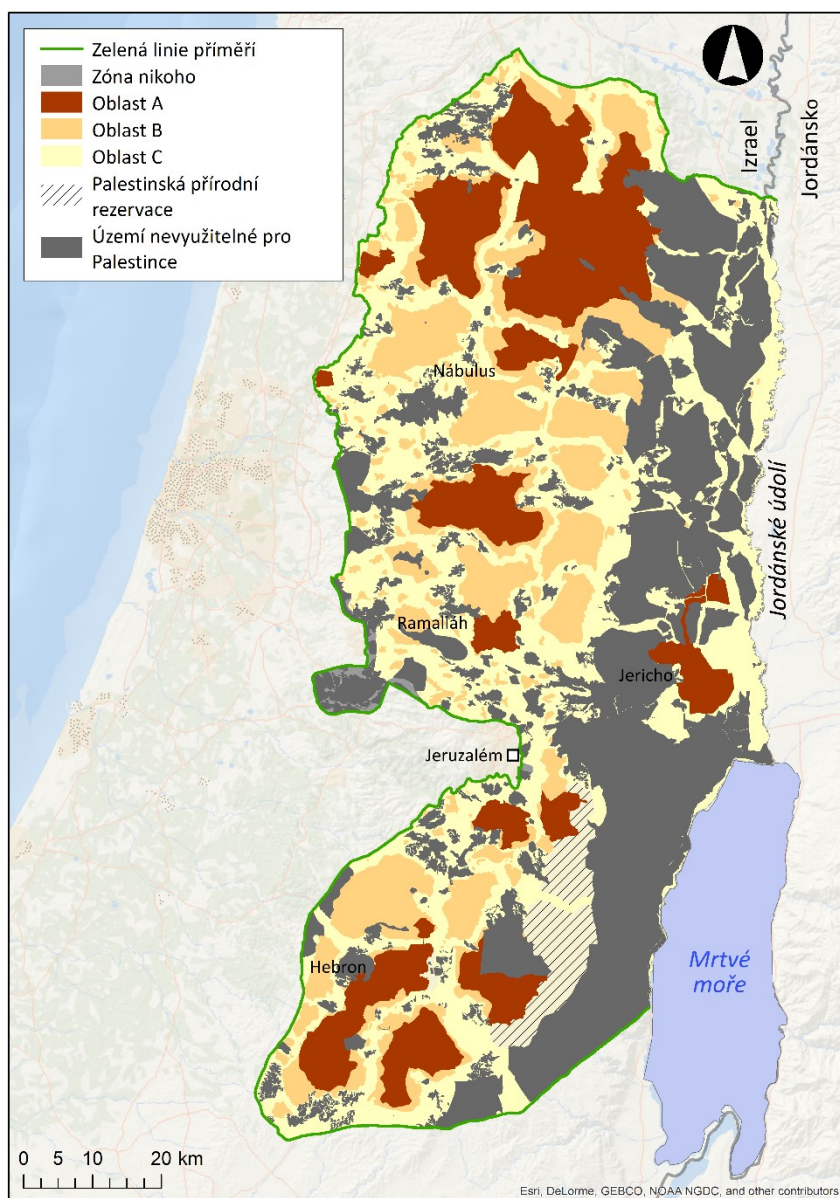 Zelená linie příměří
Zóna nikoho
Oblast A
Oblast B
Oblast C
Palestinská přírodní
rezervace
Území nevyužitelné pro
Palestince
Izrael
Jordánsko
Nábulus
Jordánské údolí
Ramalláh
Jericho
Jeruzalém
Hebron
Mrtvé
moře
0 5 10 20 km
Esri, DeLorme, GEBCO, NOAA NGDC, and other contributors